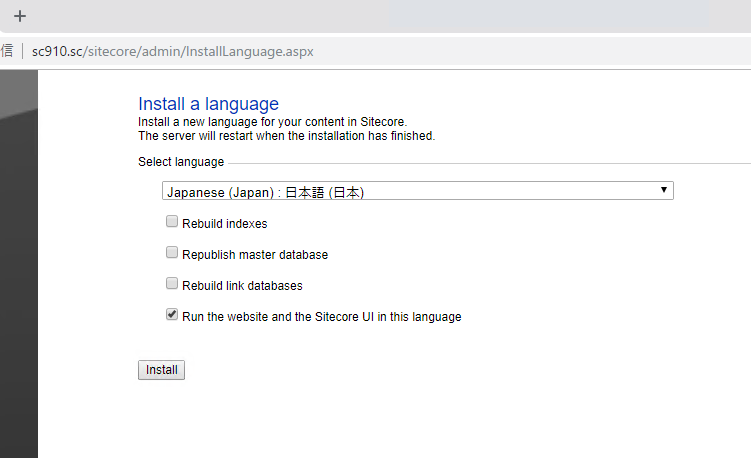 信 sc910.sc/sitecore/admin/InstallLanguage.aspx
Install a language
Install a new language for your content in Sitecore.
The server will restart when the installation has finished.
Select language
Japanese (Japan) : 日本語 (日本)
Rebuild indexes
Republish master database
Rebuild link databases
Run the website and the Sitecore UI in this language
Install